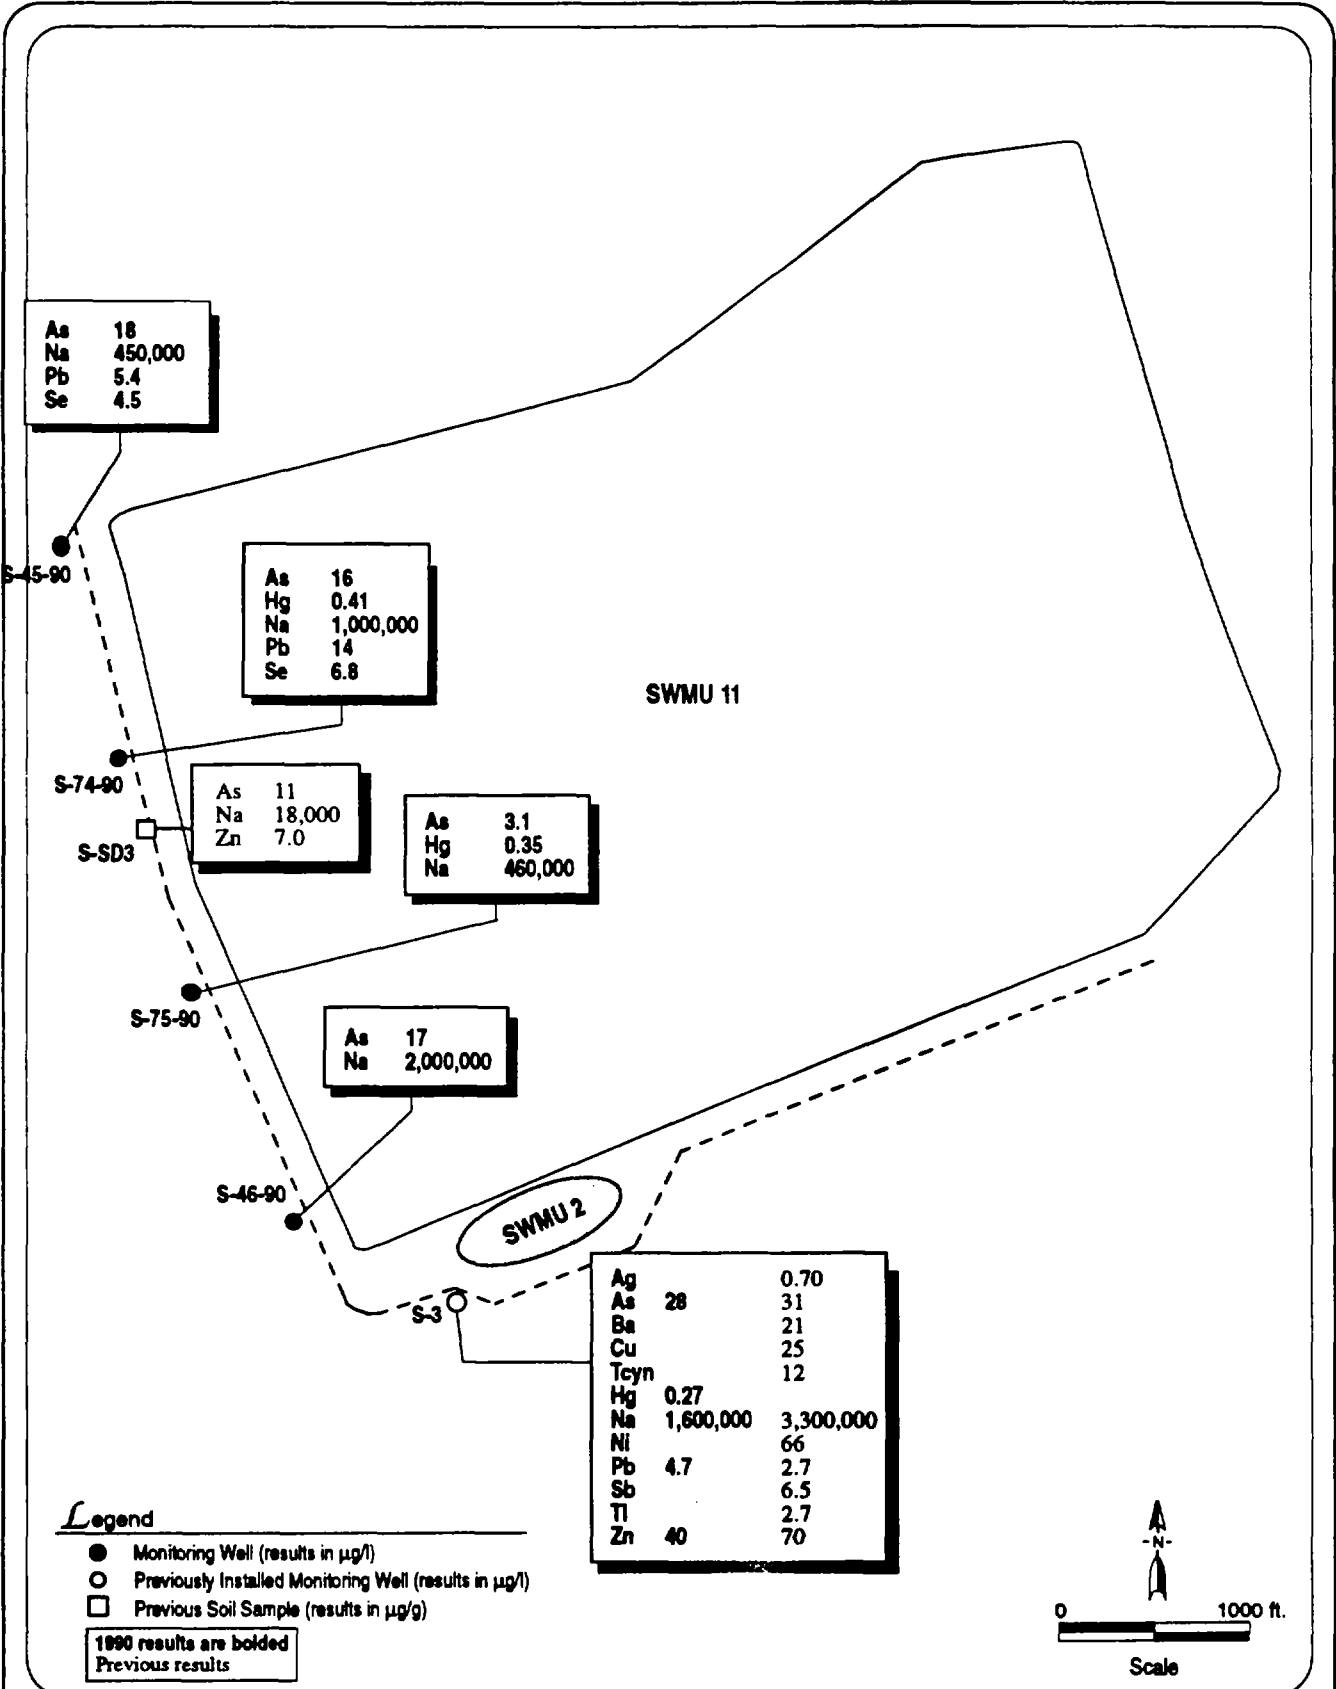 As 18
Na 450,000
Pb 5.4
Se 4.5
S-45-90
As 16
Hg 0.41
Na 1,000,000
Pb 14
Se 6.8
SWMU 11
S-74-90
As 11
Na 18,000
Zn 7.0
S-SD3
As 3.1
Hg 0.35
Na 460,000
S-75-90
As 17
Na 2,000,000
S-46-90
SWMU 2
S-3
Ag 0.70
As 28 31
Ba 21
Cu 25
Tcyn 12
Hg 0.27
Na 1,600,000 3,300,000
Ni 66
Pb 4.7 2.7
Sb 6.5
Tl 2.7
Zn 40 70
Legend
Monitoring Well (results in µg/l)
Previously Installed Monitoring Well (results in µg/l)
Previous Soil Sample (results in µg/g)
1990 results are bolded
Previous results
-N-
0 1000 ft.
Scale